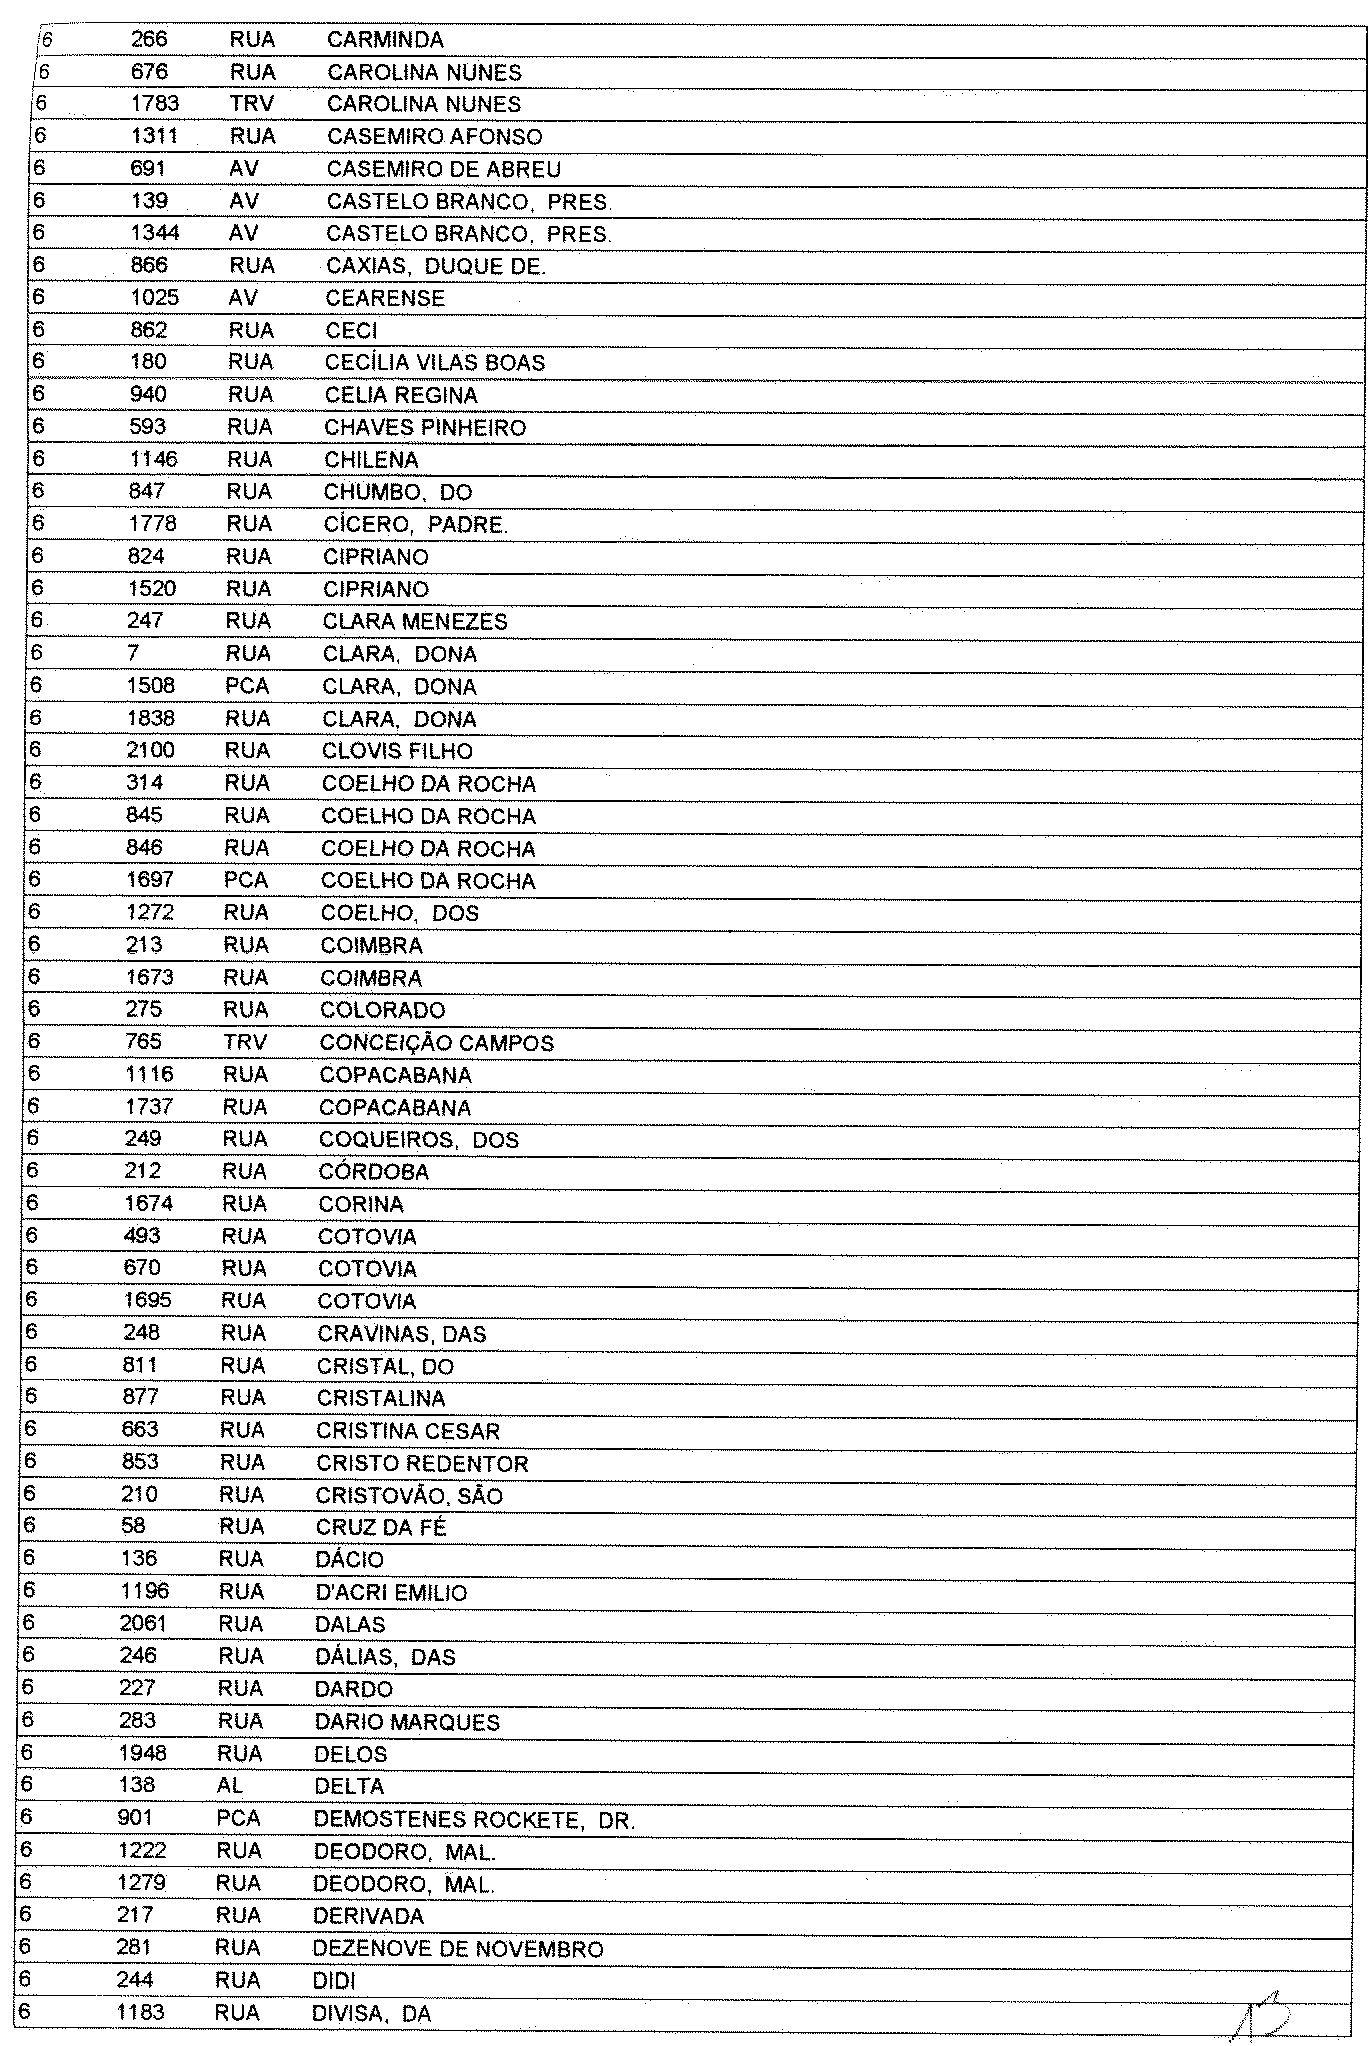 6 266 RUA CARMINDA
6 676 RUA CAROLINA NUNES
6 1783 TRV CAROLINA NUNES
6 1311 RUA CASEMIRO AFONSO
6 691 AV CASEMIRO DE ABREU
6 139 AV CASTELO BRANCO, PRES.
6 1344 AV CASTELO BRANCO, PRES.
6 866 RUA CAXIAS, DUQUE DE.
6 1025 AV CEARENSE
6 862 RUA CECI
6 180 RUA CECÍLIA VILAS BOAS
6 940 RUA CELIA REGINA
6 593 RUA CHAVES PINHEIRO
6 1146 RUA CHILENA
6 847 RUA CHUMBO, DO
6 1778 RUA CÍCERO, PADRE.
6 824 RUA CIPRIANO
6 1520 RUA CIPRIANO
6 247 RUA CLARA MENEZES
6 7 RUA CLARA, DONA
6 1508 PCA CLARA, DONA
6 1838 RUA CLARA, DONA
6 2100 RUA CLOVIS FILHO
6 314 RUA COELHO DA ROCHA
6 845 RUA COELHO DA ROCHA
6 846 RUA COELHO DA ROCHA
6 1697 PCA COELHO DA ROCHA
6 1272 RUA COELHO, DOS
6 213 RUA COIMBRA
6 1673 RUA COIMBRA
6 275 RUA COLORADO
6 765 TRV CONCEIÇÃO CAMPOS
6 1116 RUA COPACABANA
6 1737 RUA COPACABANA
6 249 RUA COQUEIROS, DOS
6 212 RUA CÓRDOBA
6 1674 RUA CORINA
6 493 RUA COTOVIA
6 670 RUA COTOVIA
6 1695 RUA COTOVIA
6 248 RUA CRAVINAS, DAS
6 811 RUA CRISTAL, DO
6 877 RUA CRISTALINA
6 663 RUA CRISTINA CESAR
6 853 RUA CRISTO REDENTOR
6 210 RUA CRISTOVÃO, SÃO
6 58 RUA CRUZ DA FÉ
6 136 RUA DÁCIO
6 1196 RUA D'ACRI EMILIO
6 2061 RUA DALAS
6 246 RUA DÁLIAS, DAS
6 227 RUA DARDO
6 283 RUA DARIO MARQUES
6 1948 RUA DELOS
6 138 AL DELTA
6 901 PCA DEMOSTENES ROCKETE, DR.
6 1222 RUA DEODORO, MAL.
6 1279 RUA DEODORO, MAL.
6 217 RUA DERIVADA
6 281 RUA DEZENOVE DE NOVEMBRO
6 244 RUA DIDI
6 1183 RUA DIVISA, DA